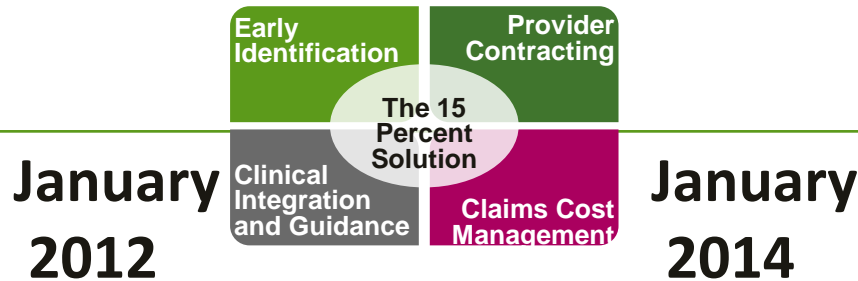 Early
Identification
Provider
Contracting
The 15
Percent
Solution
January
2012
Clinical
Integration
and Guidance
Claims Cost
Management
January
2014